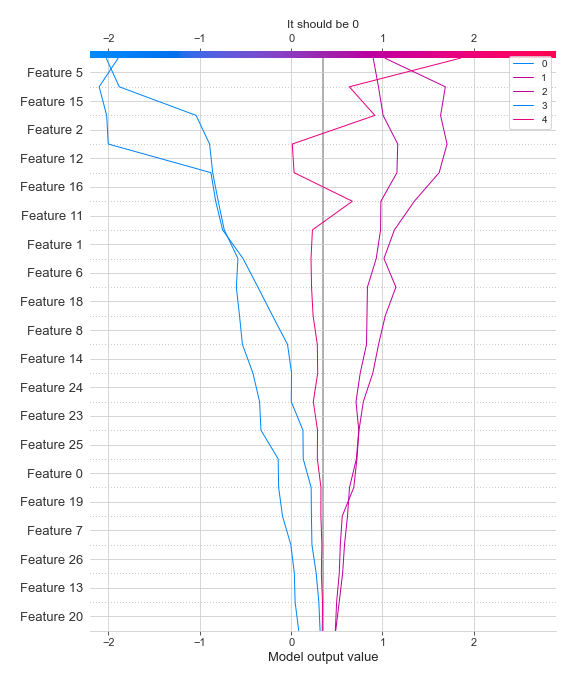 It should be 0
−2 −1 0 1 2
0
1
2
3
4
Feature 5
Feature 15
Feature 2
Feature 12
Feature 16
Feature 11
Feature 1
Feature 6
Feature 18
Feature 8
Feature 14
Feature 24
Feature 23
Feature 25
Feature 0
Feature 19
Feature 7
Feature 26
Feature 13
Feature 20
−2 −1 0 1 2
Model output value